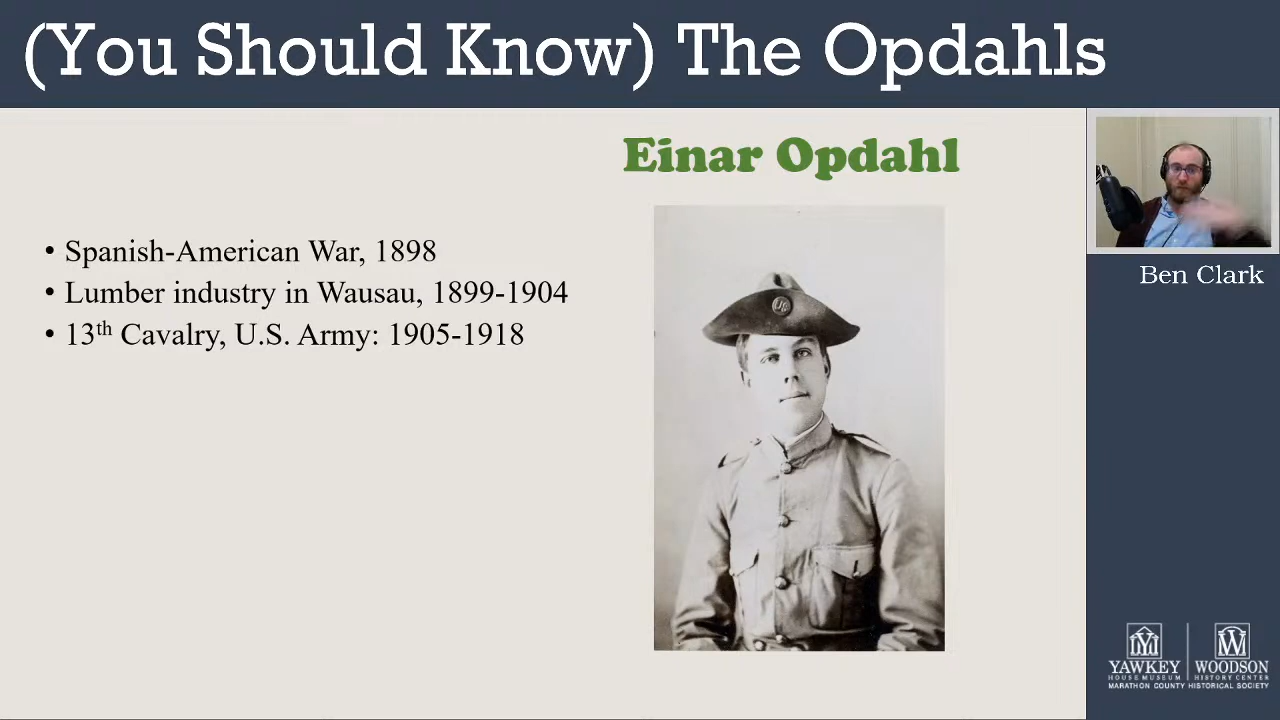 (You Should Know) The Opdahls
Einar Opdahl
• Spanish-American War, 1898
• Lumber industry in Wausau, 1899-1904
• 13th Cavalry, U.S. Army: 1905-1918
Ben Clark
YAWKEY
HOUSE MUSEUM
WOODSON
HISTORY CENTER
MARATHON COUNTY HISTORICAL SOCIETY